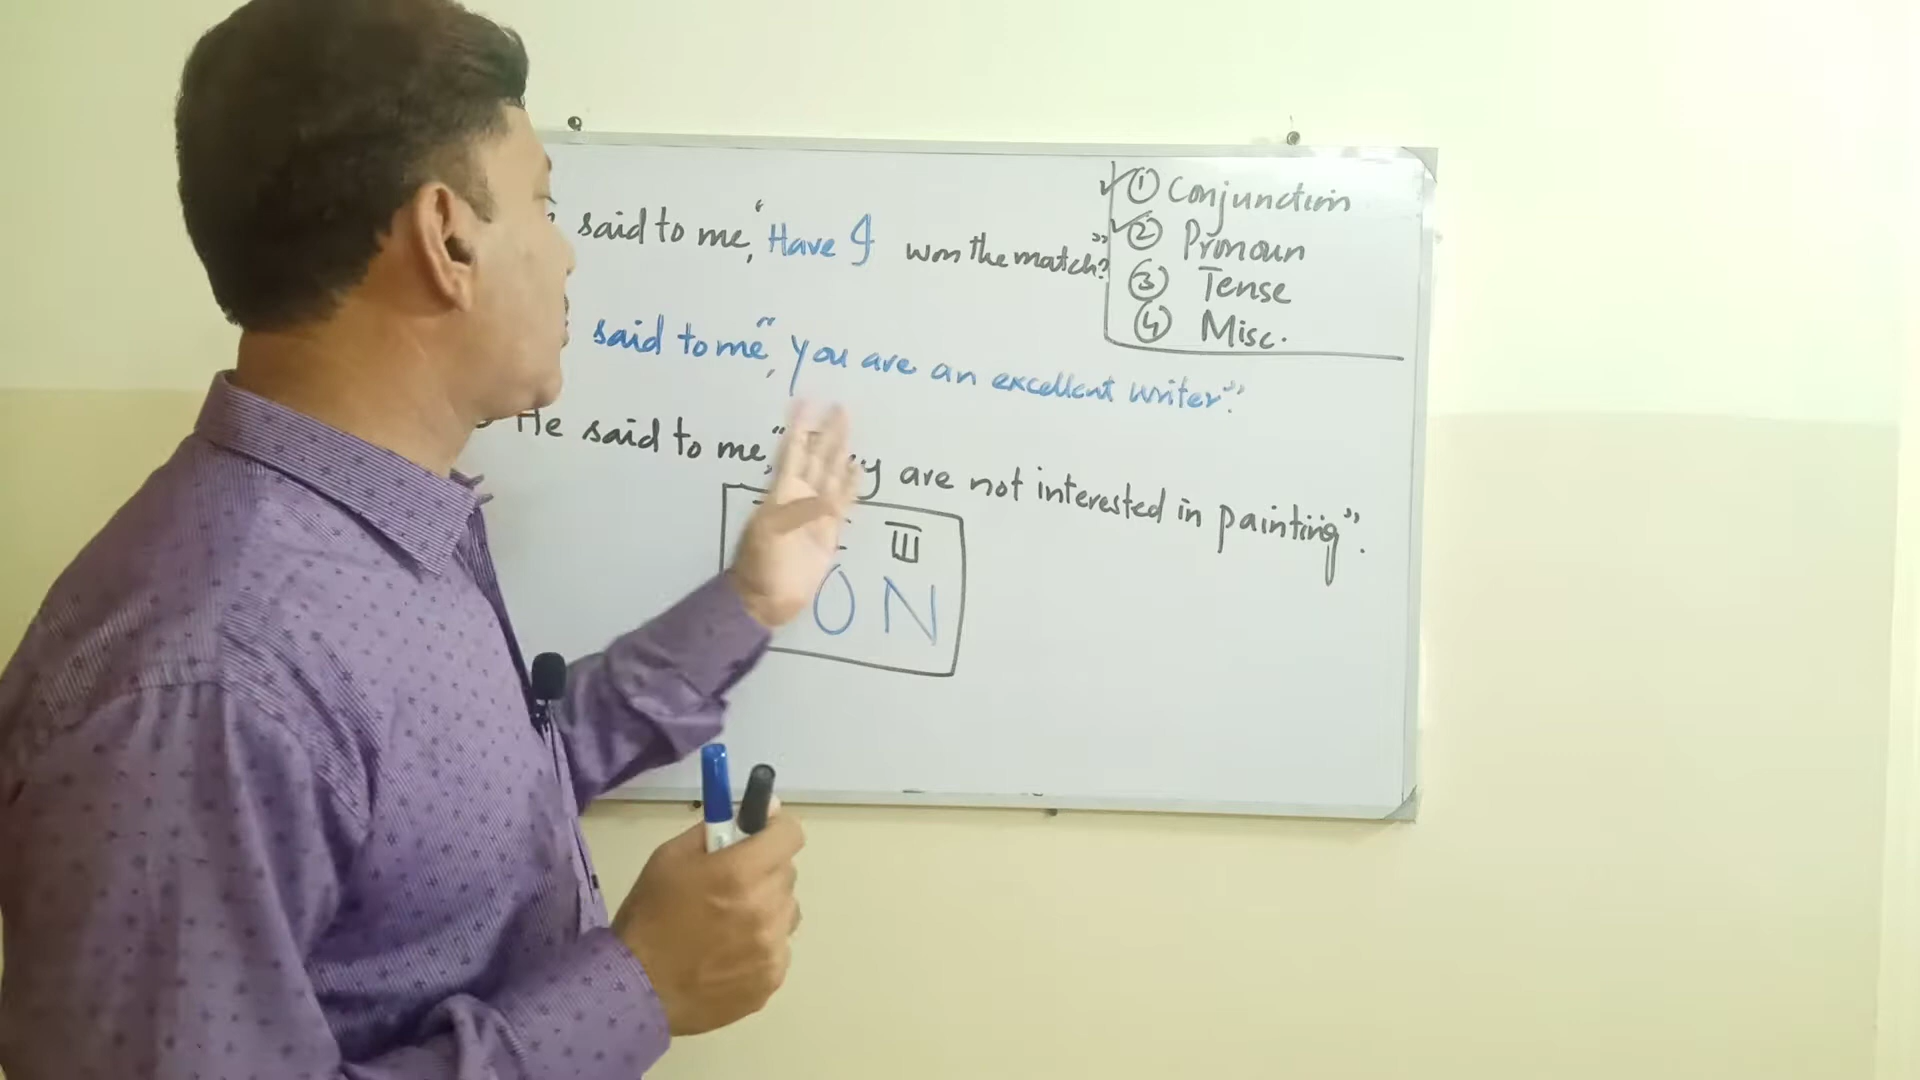 said to me, "Have I won the match"?
said to me", you are an excellent writer".
He said to me," are not interested in painting".
① Conjunction
② Pronoun
③ Tense
④ Misc.
III
O N